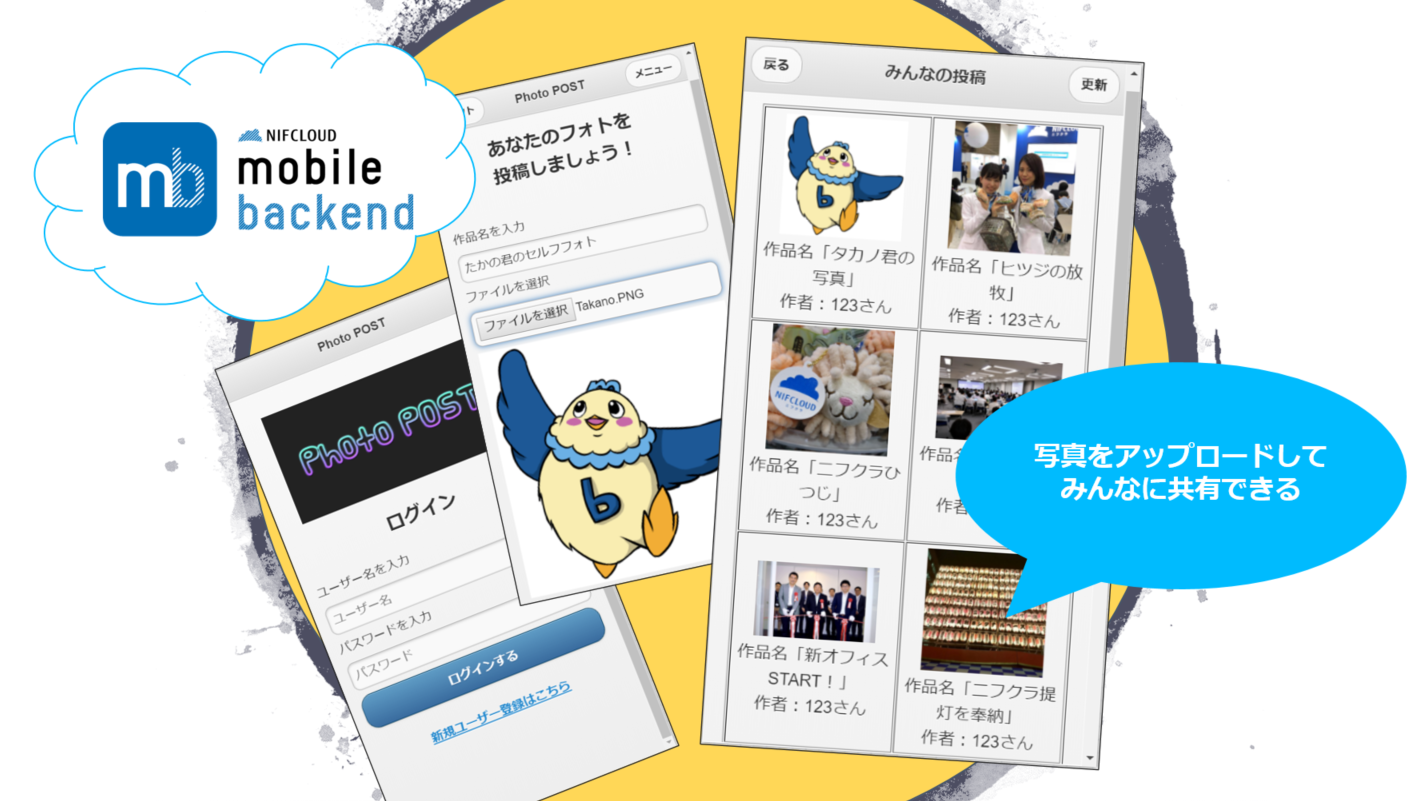 NIFCLOUD
mobile
backend
Photo POST
Photo POST
ログイン
ユーザー名を入力
ユーザー名
パスワードを入力
パスワード
ログインする
新規ユーザー登録はこちら
ト
Photo POST
メニュー
あなたのフォトを
投稿しましょう！
作品名を入力
たかの君のセルフフォト
ファイルを選択
ファイルを選択 Takano.PNG
b
戻る
みんなの投稿
更新
b
作品名「タカノ君の
写真」
作者：123さん
作品名「ヒツジの放
牧」
作者：123さん
NIFCLOUD
作品名「ニフクラひ
つじ」
作者：123さん
作品名
作者
作品名「新オフィス
START！」
作者：123さん
作品名「ニフクラ提
灯を奉納」
作者：123さん
写真をアップロードして
みんなに共有できる